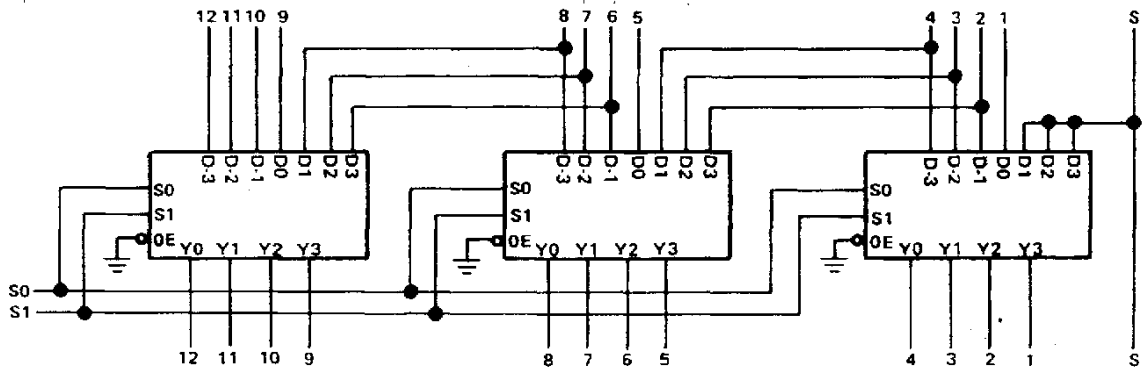 12 11 10 9 8 7 6 5 4 3 2 1 S
D-3 D-2 D-1 D0 D1 D2 D3 D-3 D-2 D-1 D0 D1 D2 D3 D-3 D-2 D-1 D0 D1 D2 D3
S0 S0 S0
S1 S1 S1
OE Y0 Y1 Y2 Y3 OE Y0 Y1 Y2 Y3 OE Y0 Y1 Y2 Y3
S0
S1
12 11 10 9 8 7 6 5 4 3 2 1 S